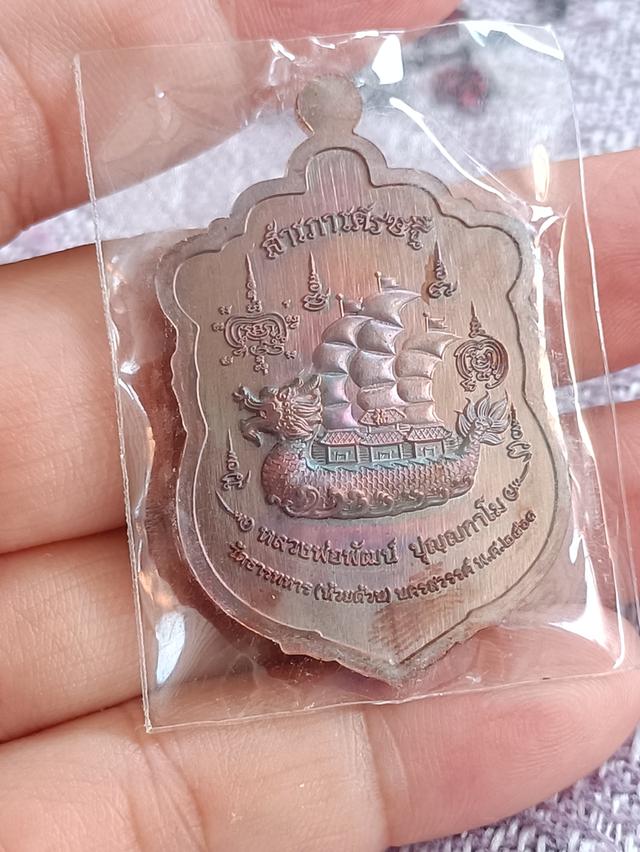 สำเภาเศรษฐี
หลวงพ่อพัฒน์ ปุญฺญกาโม
วัดธารทหาร (ห้วยด้วน) นครสวรรค์ พ.ศ.๒๕๖๓